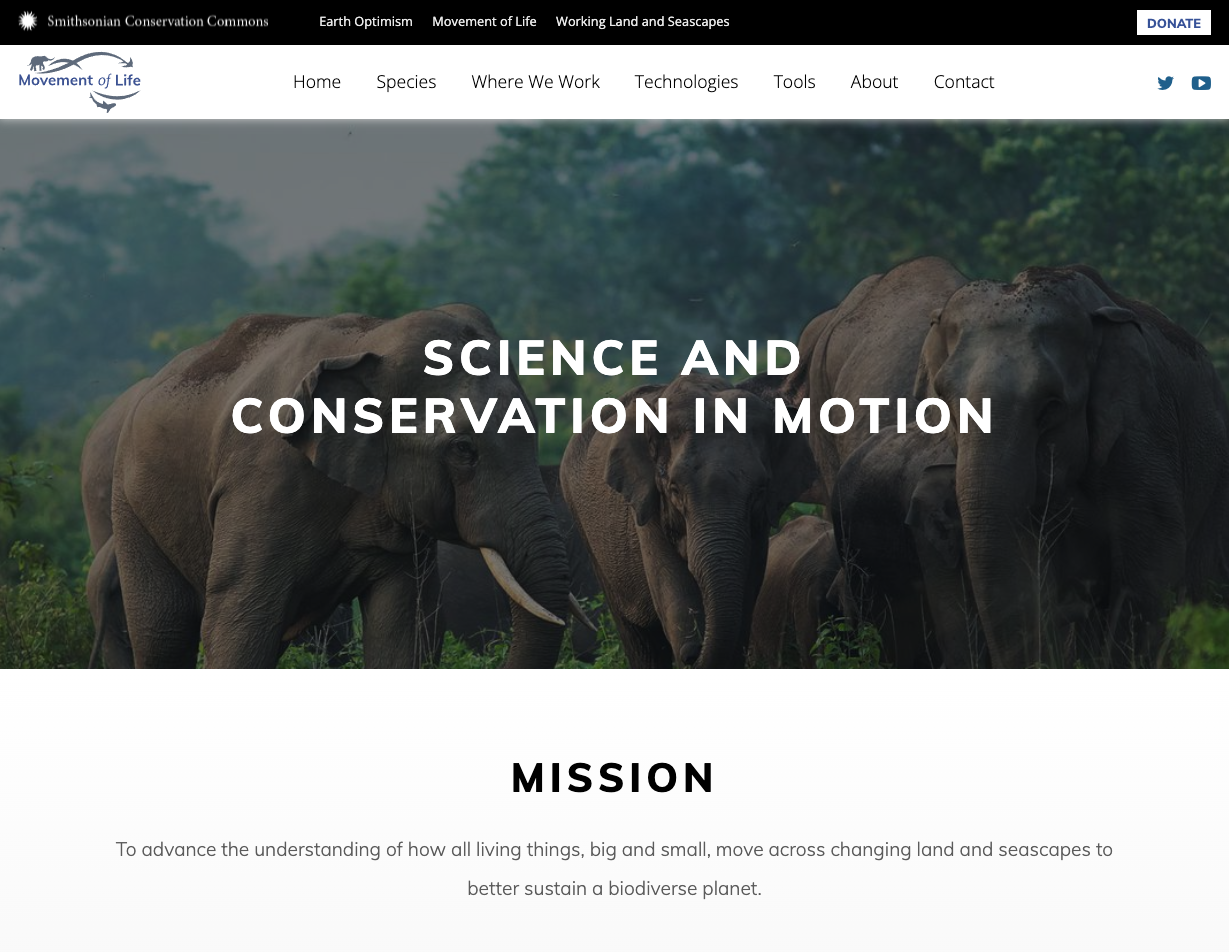 Smithsonian Conservation Commons Earth Optimism Movement of Life Working Land and Seascapes DONATE
Movement of Life
Home Species Where We Work Technologies Tools About Contact
SCIENCE AND
CONSERVATION IN MOTION
MISSION
To advance the understanding of how all living things, big and small, move across changing land and seascapes to
better sustain a biodiverse planet.